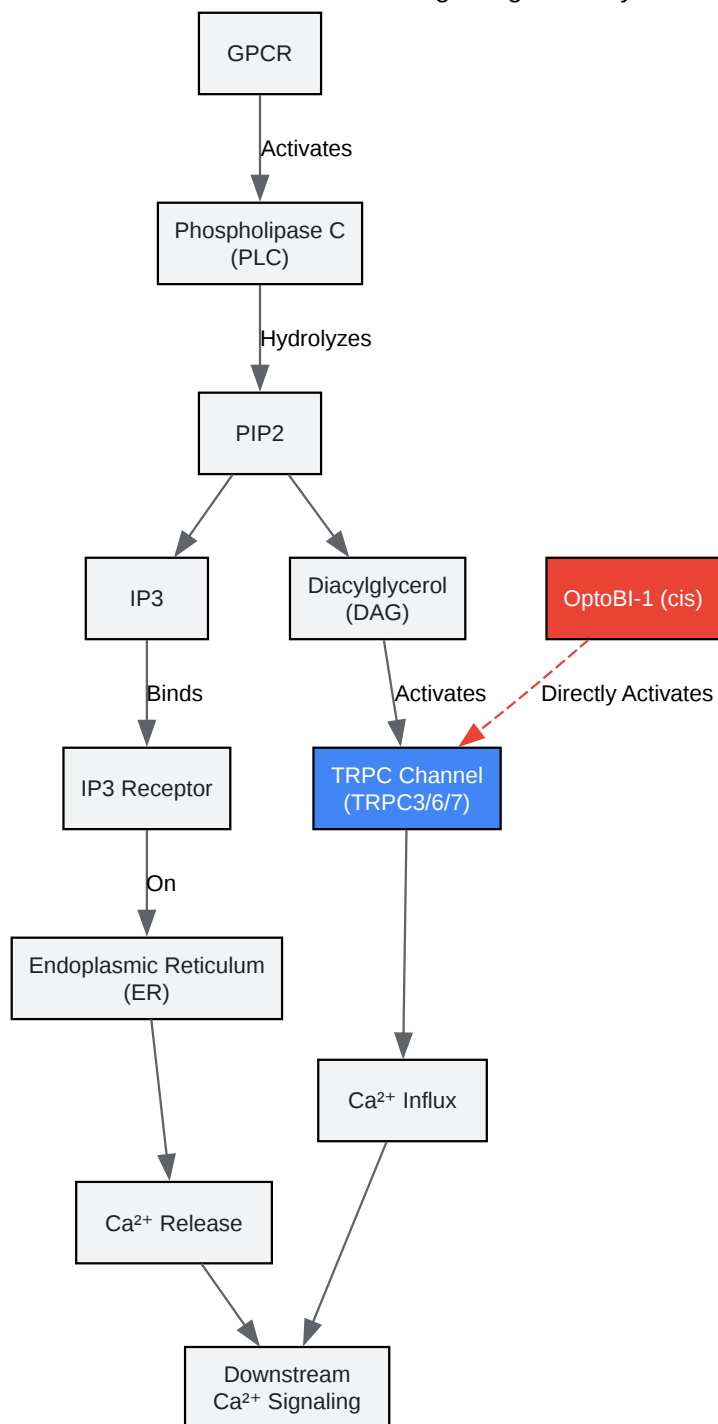 GPCR
Activates
Phospholipase C
(PLC)
Hydrolyzes
PIP2
IP3
Diacylglycerol
(DAG)
OptoBI-1 (cis)
Binds
Activates
Directly Activates
IP3 Receptor
TRPC Channel
(TRPC3/6/7)
On
Endoplasmic Reticulum
(ER)
Ca²⁺ Influx
Ca²⁺ Release
Downstream
Ca²⁺ Signaling